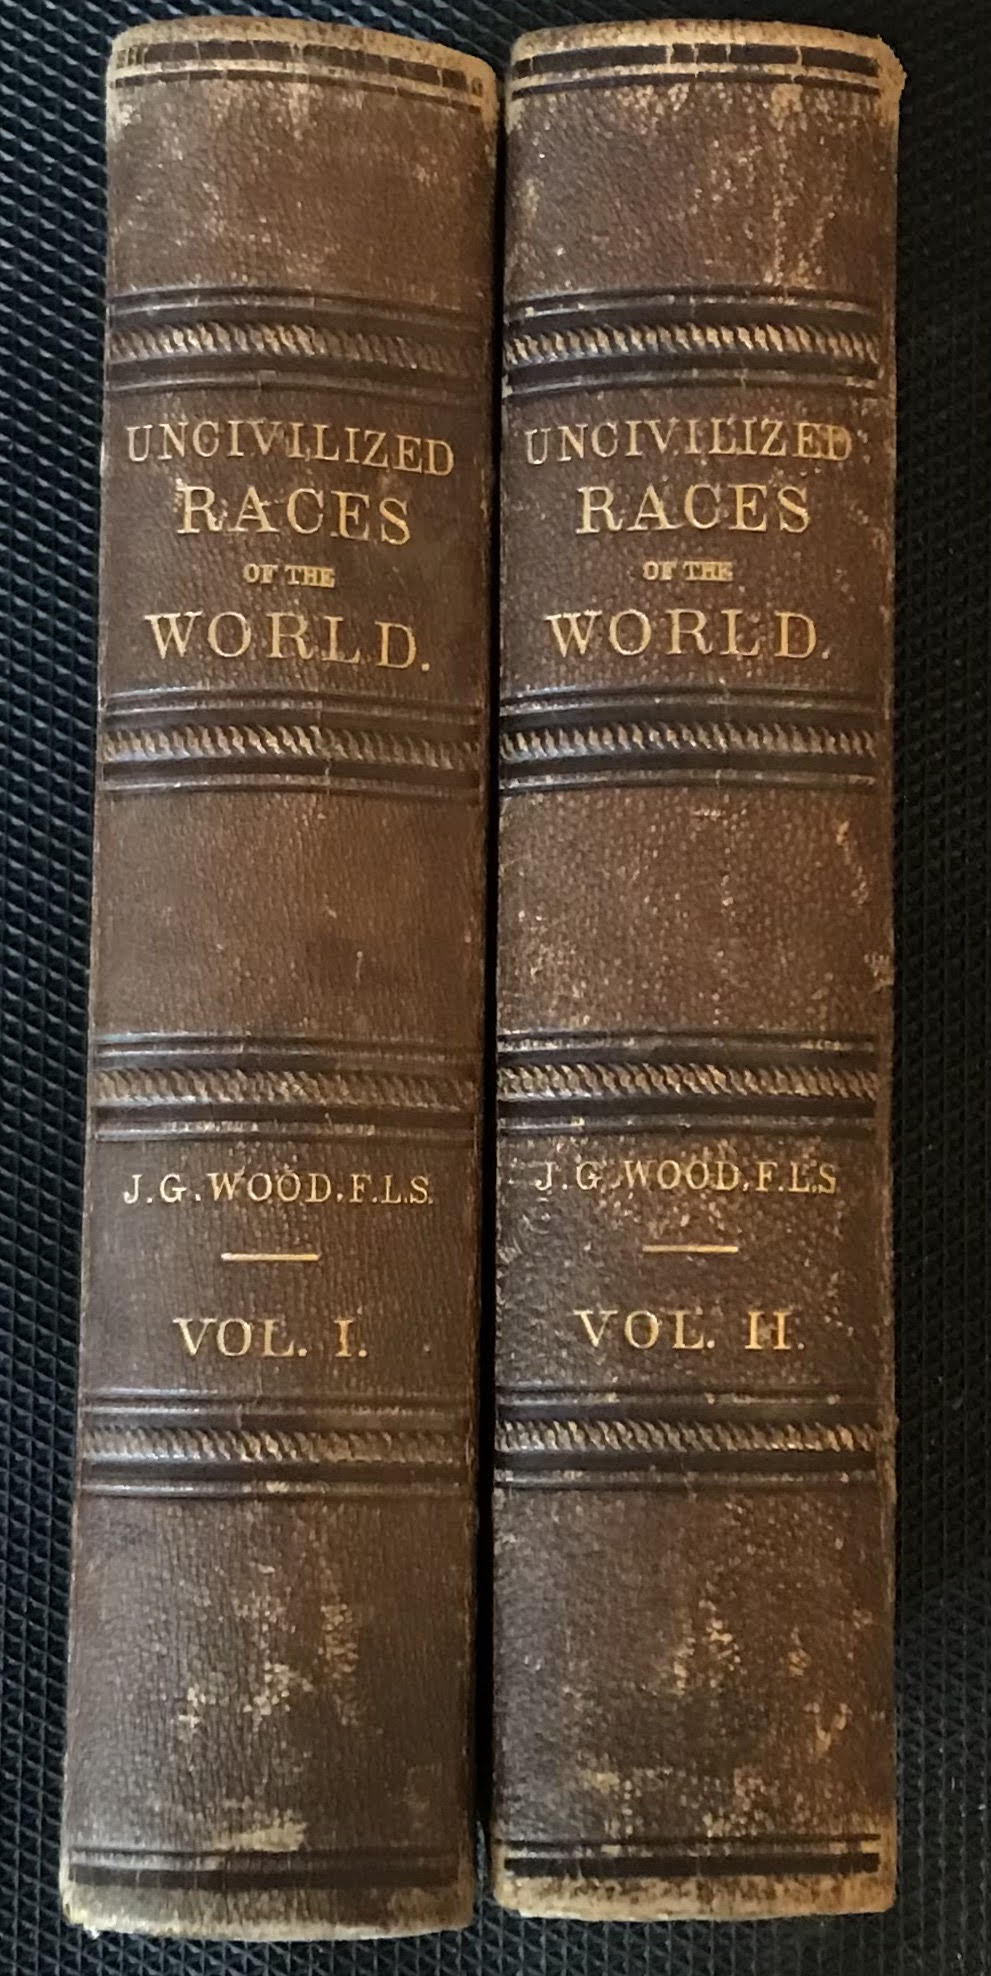 UNCIVILIZED
RACES
OF THE
WORLD.
J.G.WOOD,F.L.S.
VOL. I.
UNCIVILIZED
RACES
OF THE
WORLD.
J.G.WOOD,F.L.S
VOL. II.